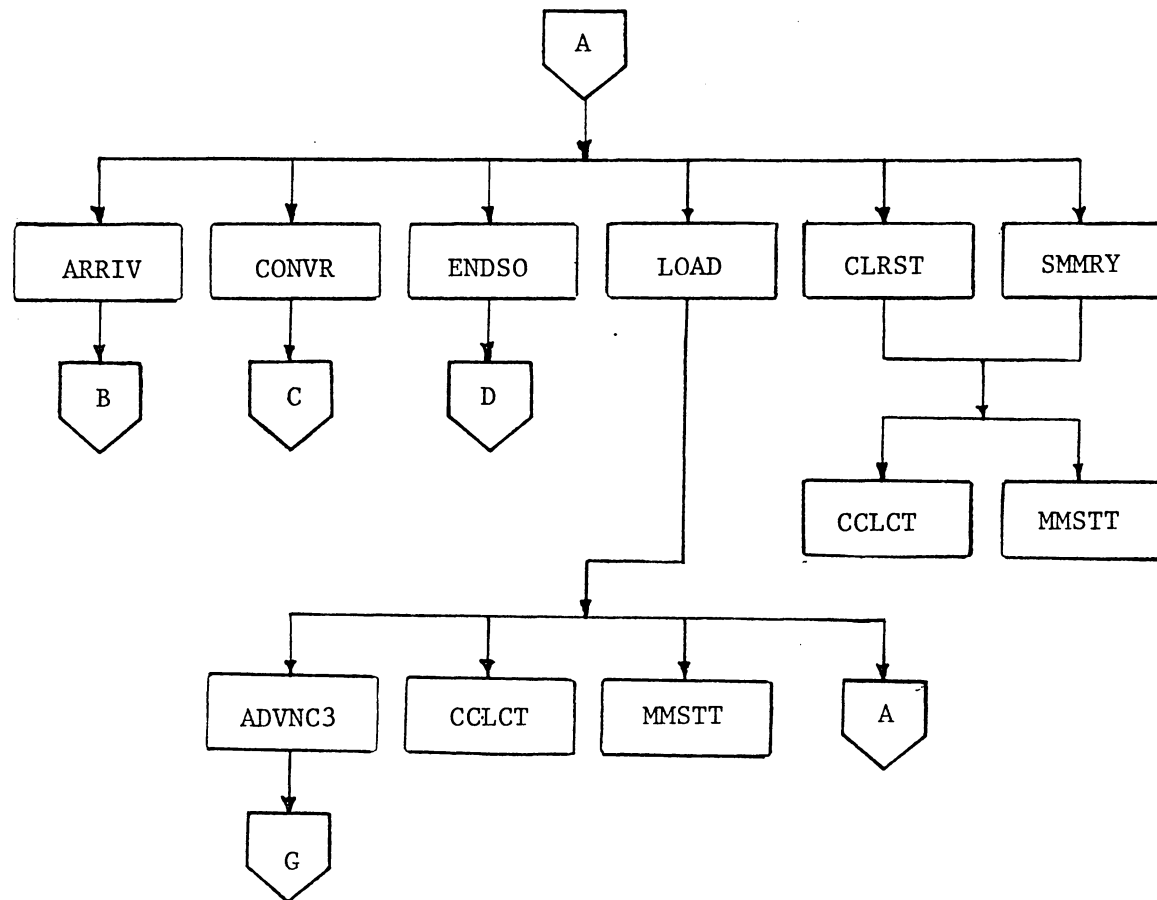 A
ARRIV
CONVR
ENDSO
LOAD
CLRST
SMMRY
B
C
D
CCLCT
MMSTT
ADVNC3
CCLCT
MMSTT
A
G